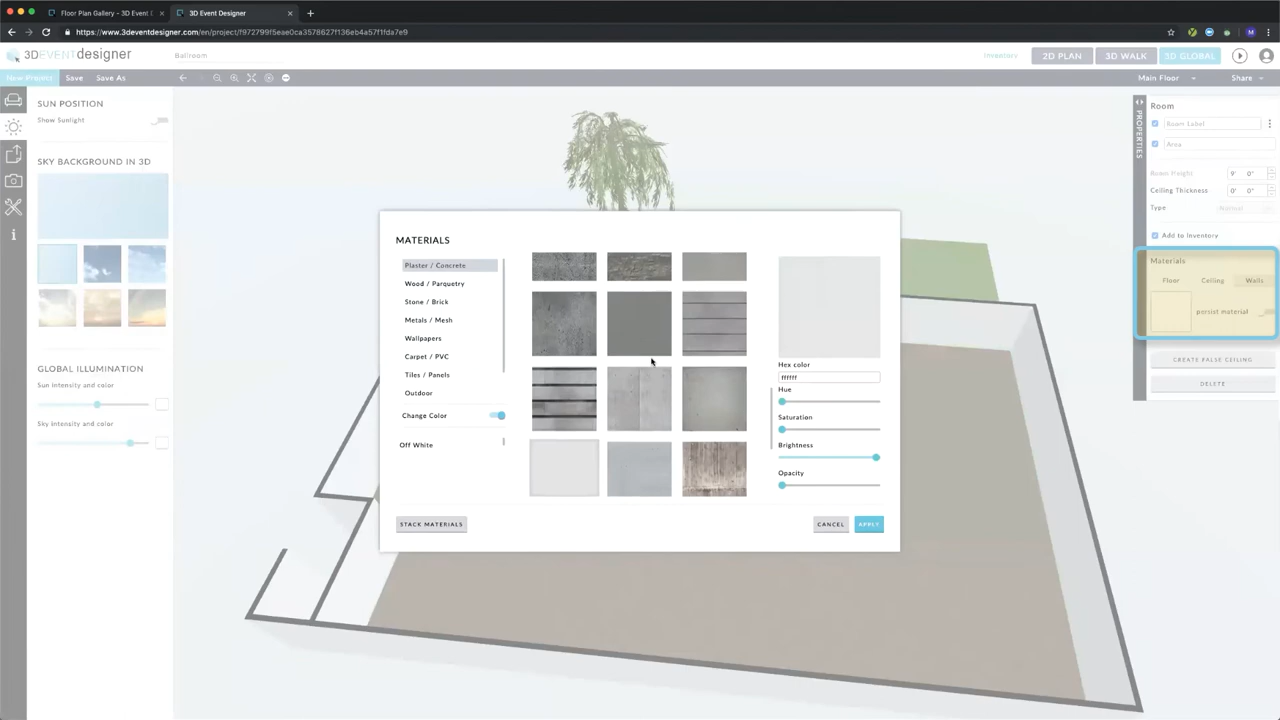 Floor Plan Gallery - 3D Event D
3D Event Designer
https://www.3deventdesigner.com/en/project/f972799f5eae0ca3578627f136eb4a57f1fda7e9
3DEVENTdesigner
Ballroom
Inventory
2D PLAN
3D WALK
3D GLOBAL
New Project
Save
Save As
Main Floor
Share
SUN POSITION
Show Sunlight
SKY BACKGROUND IN 3D
GLOBAL ILLUMINATION
Sun intensity and color
Sky intensity and color
MATERIALS
Plaster / Concrete
Wood / Parquetry
Stone / Brick
Metals / Mesh
Wallpapers
Carpet / PVC
Tiles / Panels
Outdoor
Change Color
Off White
STACK MATERIALS
Hex color
ffffff
Hue
Saturation
Brightness
Opacity
CANCEL
APPLY
PROPERTIES
Room
Room Label
Area
Room Height 9' 0"
Ceiling Thickness 0' 0"
Type Normal
Add to Inventory
Materials
Floor Ceiling Walls
persist material
CREATE FALSE CEILING
DELETE